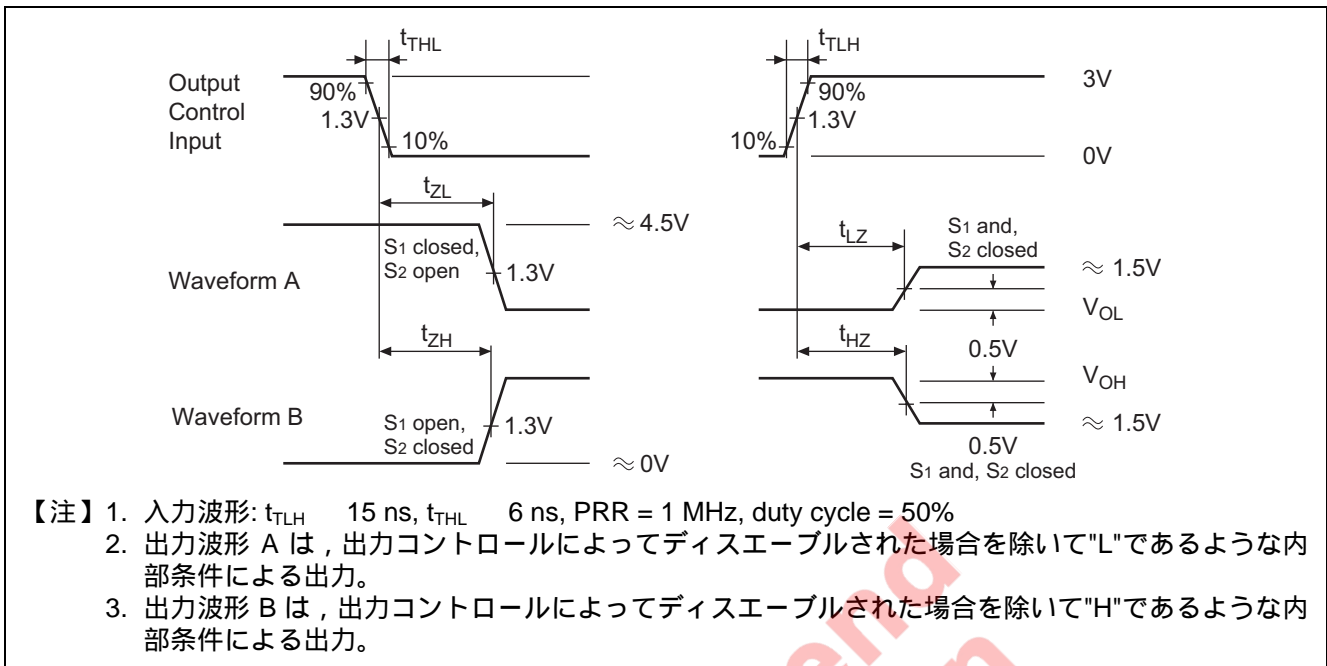 tTHL
tTLH
Output
Control
Input
90%
1.3V
10%
90%
1.3V
10%
3V
0V
tZL
≈ 4.5V
S1 closed,
S2 open
1.3V
Waveform A
tLZ
S1 and,
S2 closed
≈ 1.5V
VOL
0.5V
tZH
Waveform B
S1 open,
S2 closed
1.3V
≈ 0V
tHZ
VOH
≈ 1.5V
0.5V
S1 and, S2 closed
【注】1. 入力波形: tTLH 15 ns, tTHL 6 ns, PRR = 1 MHz, duty cycle = 50%
2. 出力波形 A は , 出力コントロールによってディスエーブルされた場合を除いて"L"であるような内
部条件による出力。
3. 出力波形 B は , 出力コントロールによってディスエーブルされた場合を除いて"H"であるような内
部条件による出力。
end